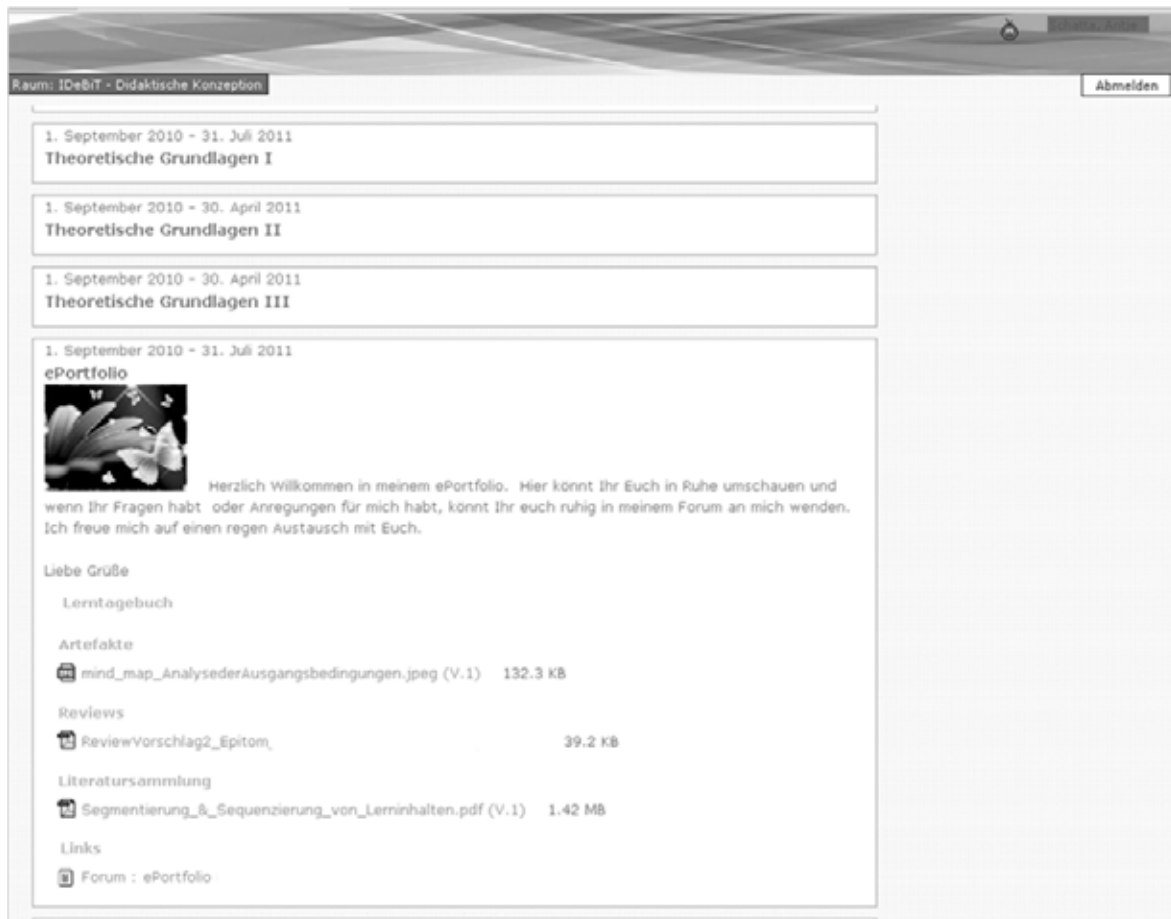 Raum: IDeBiT - Didaktische Konzeption
Abmelden
1. September 2010 - 31. Juli 2011
Theoretische Grundlagen I
1. September 2010 - 30. April 2011
Theoretische Grundlagen II
1. September 2010 - 30. April 2011
Theoretische Grundlagen III
1. September 2010 - 31. Juli 2011
ePortfolio
Herzlich Willkommen in meinem ePortfolio. Hier könnt Ihr Euch in Ruhe umschauen und
wenn Ihr Fragen habt oder Anregungen für mich habt, könnt Ihr euch ruhig in meinem Forum an mich wenden.
Ich freue mich auf einen regen Austausch mit Euch.
Liebe Grüße
Lerntagebuch
Artefakte
mind_map_AnalysederAusgangsbedingungen.jpeg (V.1) 132.3 KB
Reviews
ReviewVorschlag2_Epitom_ 39.2 KB
Literatursammlung
Segmentierung_&_Sequenzierung_von_Lerninhalten.pdf (V.1) 1.42 MB
Links
Forum : ePortfolio